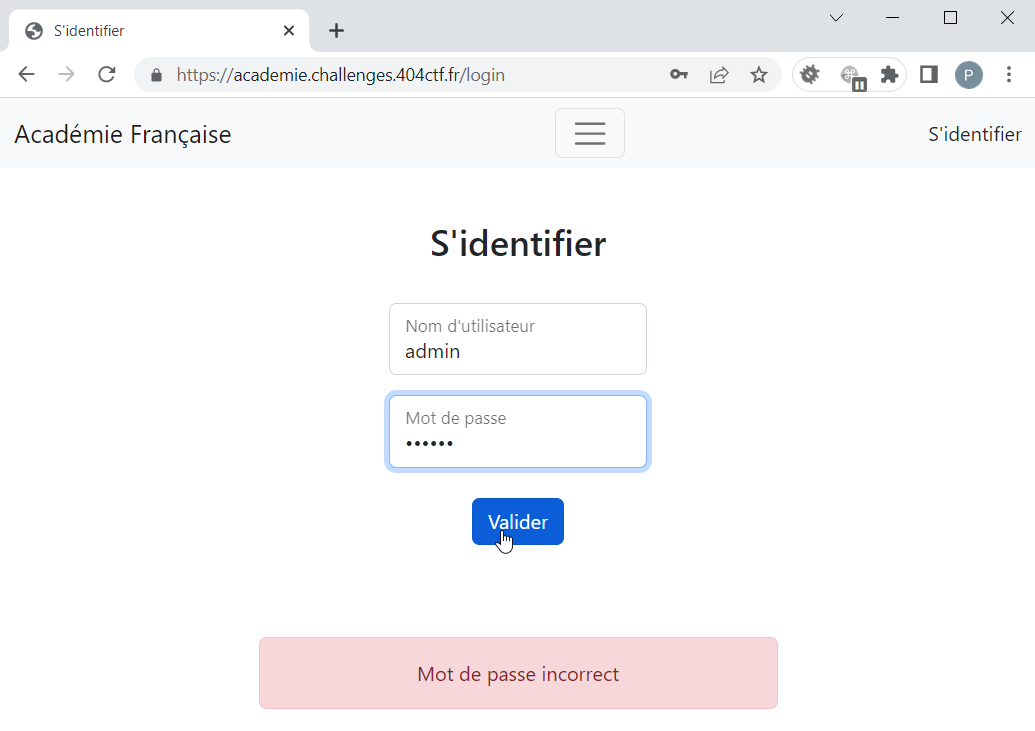 S'identifier
https://academie.challenges.404ctf.fr/login
P
Académie Française
S'identifier
S'identifier
Nom d'utilisateur
admin
Mot de passe
••••••
Valider
Mot de passe incorrect